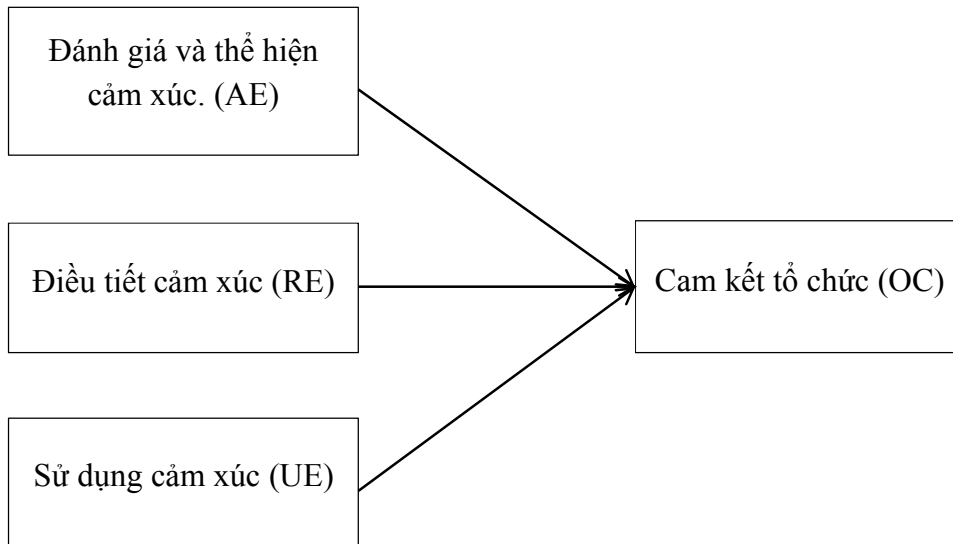 Đánh giá và thể hiện
cảm xúc. (AE)
Điều tiết cảm xúc (RE)
Cam kết tổ chức (OC)
Sử dụng cảm xúc (UE)